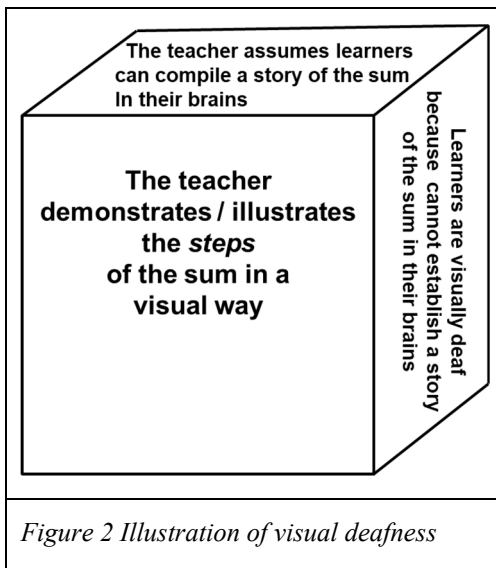 The teacher assumes learners
can compile a story of the sum
In their brains
The teacher
demonstrates / illustrates
the steps
of the sum in a
visual way
Learners are visually deaf
because cannot establish a story
of the sum in their brains
Figure 2 Illustration of visual deafness